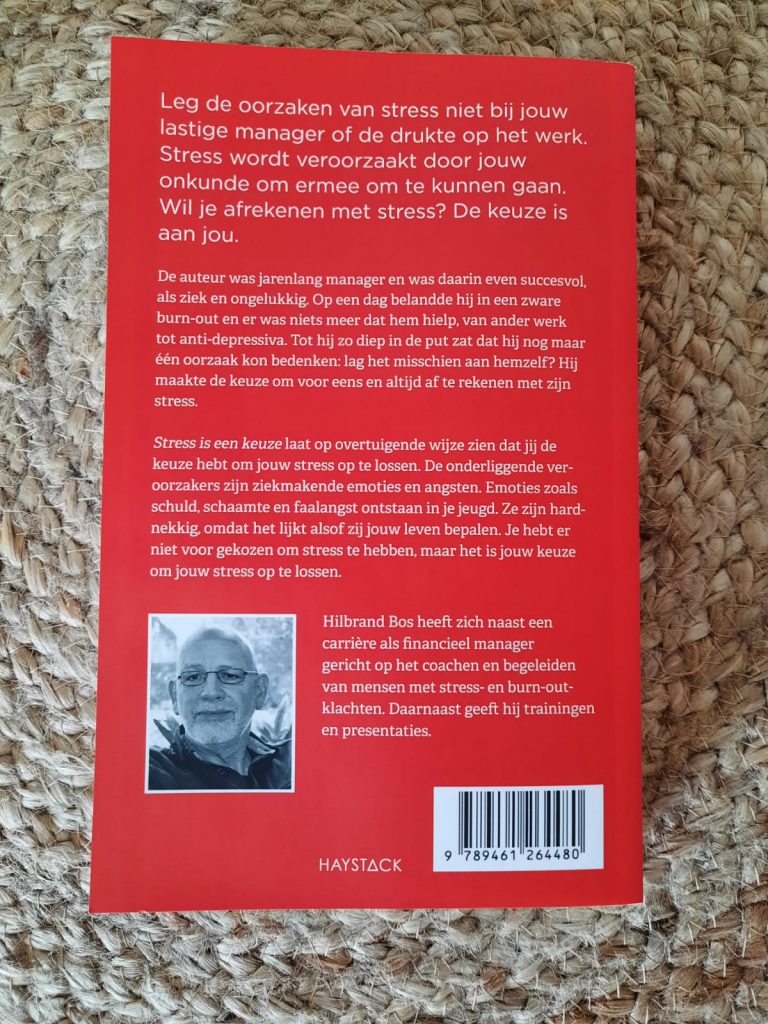 Leg de oorzaken van stress niet bij jouw
lastige manager of de drukte op het werk.
Stress wordt veroorzaakt door jouw
onkunde om ermee om te kunnen gaan.
Wil je afrekenen met stress? De keuze is
aan jou.
De auteur was jarenlang manager en was daarin even succesvol,
als ziek en ongelukkig. Op een dag belandde hij in een zware
burn-out en er was niets meer dat hem hielp, van ander werk
tot anti-depressiva. Tot hij zo diep in de put zat dat hij nog maar
één oorzaak kon bedenken: lag het misschien aan hemzelf? Hij
maakte de keuze om voor eens en altijd af te rekenen met zijn
stress.
Stress is een keuze laat op overtuigende wijze zien dat jij de
keuze hebt om jouw stress op te lossen. De onderliggende ver-
oorzakers zijn ziekmakende emoties en angsten. Emoties zoals
schuld, schaamte en faalangst ontstaan in je jeugd. Ze zijn hard-
nekkig, omdat het lijkt alsof zij jouw leven bepalen. Je hebt er
niet voor gekozen om stress te hebben, maar het is jouw keuze
om jouw stress op te lossen.
Hilbrand Bos heeft zich naast een
carrière als financieel manager
gericht op het coachen en begeleiden
van mensen met stress- en burn-out-
klachten. Daarnaast geeft hij trainingen
en presentaties.
HAYSTACK
9 789461 264480